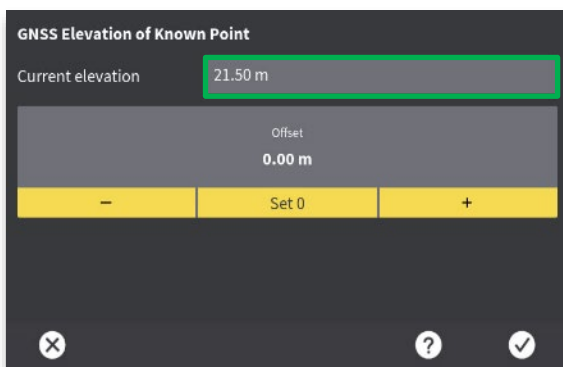 GNSS Elevation of Known Point
Current elevation 21.50 m
Offset
0.00 m
− Set 0 +
?